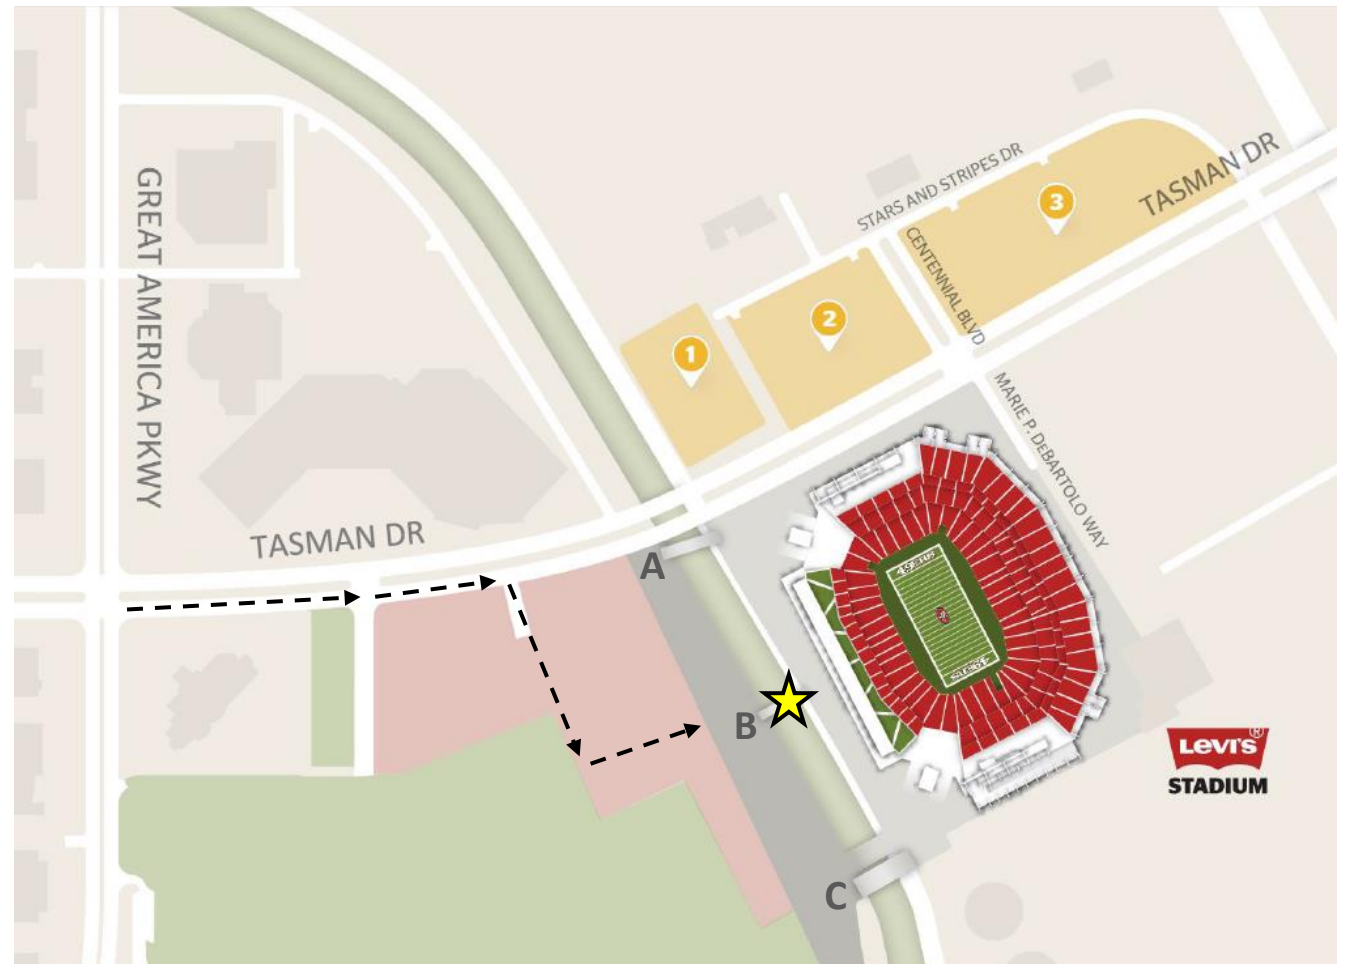 STARS AND STRIPES DR
TASMAN DR
3
GREAT AMERICA PKWY
CENTENNIAL BLVD
2
1
MARIE P. DEBARTOLO WAY
TASMAN DR
A
B
LEVI'S ®
STADIUM
C